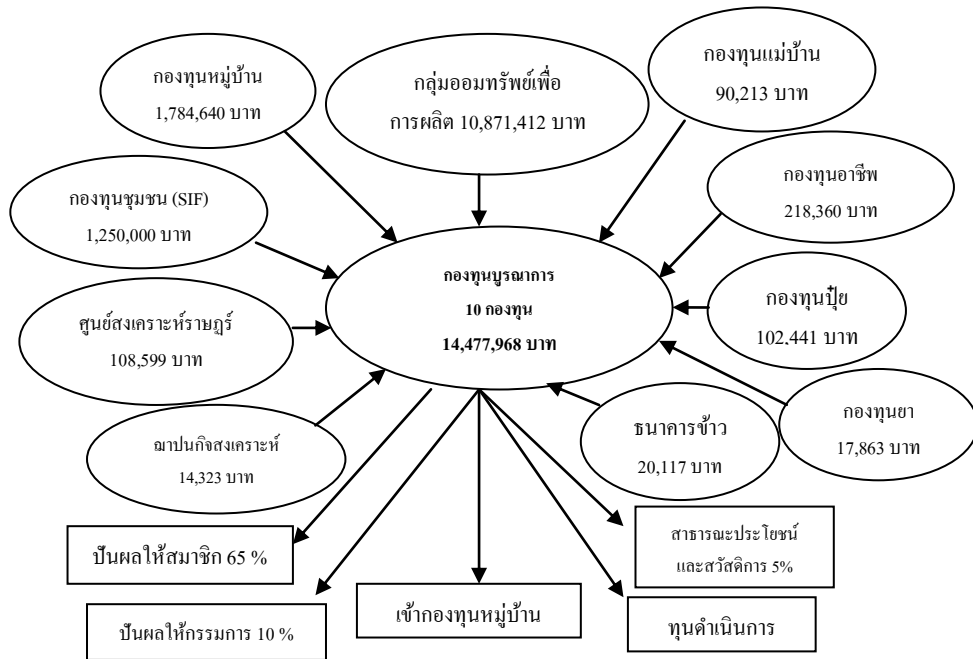 กองทุนหมู่บ้าน
1,784,640 บาท
กลุ่มออมทรัพย์เพื่อ
การผลิต 10,871,412 บาท
กองทุนแม่บ้าน
90,213 บาท
กองทุนชุมชน (SIF)
1,250,000 บาท
กองทุนอาชีพ
218,360 บาท
กองทุนบูรณาการ
10 กองทุน
14,477,968 บาท
ศูนย์สงเคราะห์ราษฏร์
108,599 บาท
กองทุนปุ๋ย
102,441 บาท
ฌาปนกิจสงเคราะห์
14,323 บาท
ธนาคารข้าว
20,117 บาท
กองทุนยา
17,863 บาท
ปันผลให้สมาชิก 65 %
สาธารณะประโยชน์
และสวัสดิการ 5%
ปันผลให้กรรมการ 10 %
เข้ากองทุนหมู่บ้าน
ทุนดำเนินการ